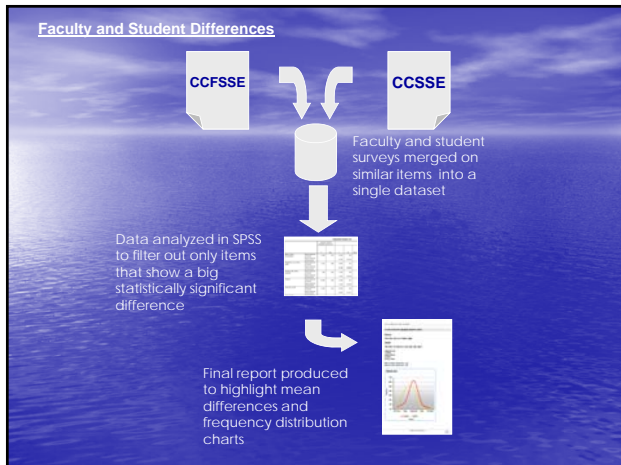 Faculty and Student Differences
CCFSSE
CCSSE
Faculty and student
surveys merged on
similar items into a
single dataset
Data analyzed in SPSS
to filter out only items
that show a big
statistically significant
difference
Final report produced
to highlight mean
differences and
frequency distribution
charts